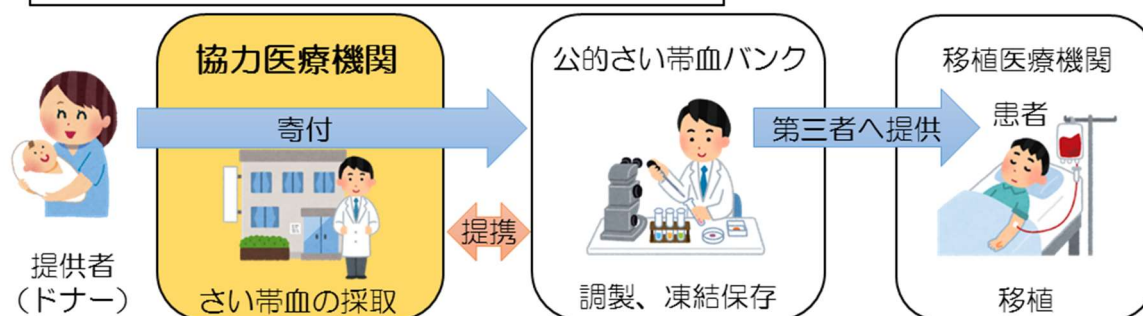 協力医療機関
公的さい帯血バンク
移植医療機関
患者
寄付
第三者へ提供
提携
提供者
(ドナー)
さい帯血の採取
調製、凍結保存
移植